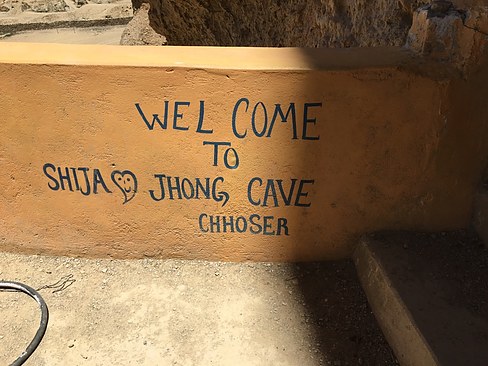 WEL COME
TO
SHIJA JHONG, CAVE
CHHOSER